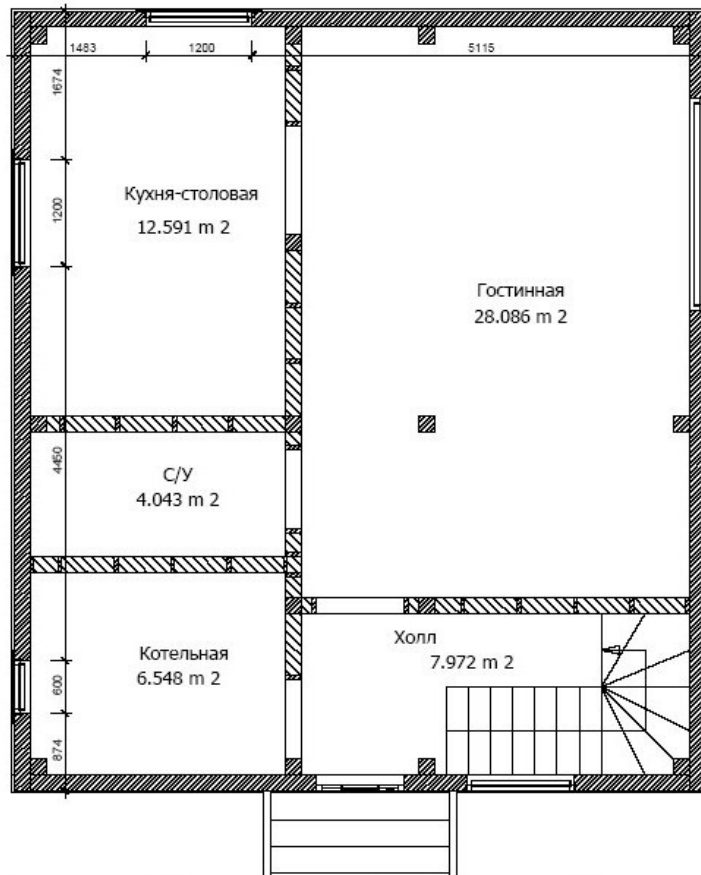 1483
1200
5115
1674
1200
4460
600
874
Кухня-столовая
12.591 m 2
Гостинная
28.086 m 2
С/У
4.043 m 2
Котельная
6.548 m 2
Холл
7.972 m 2